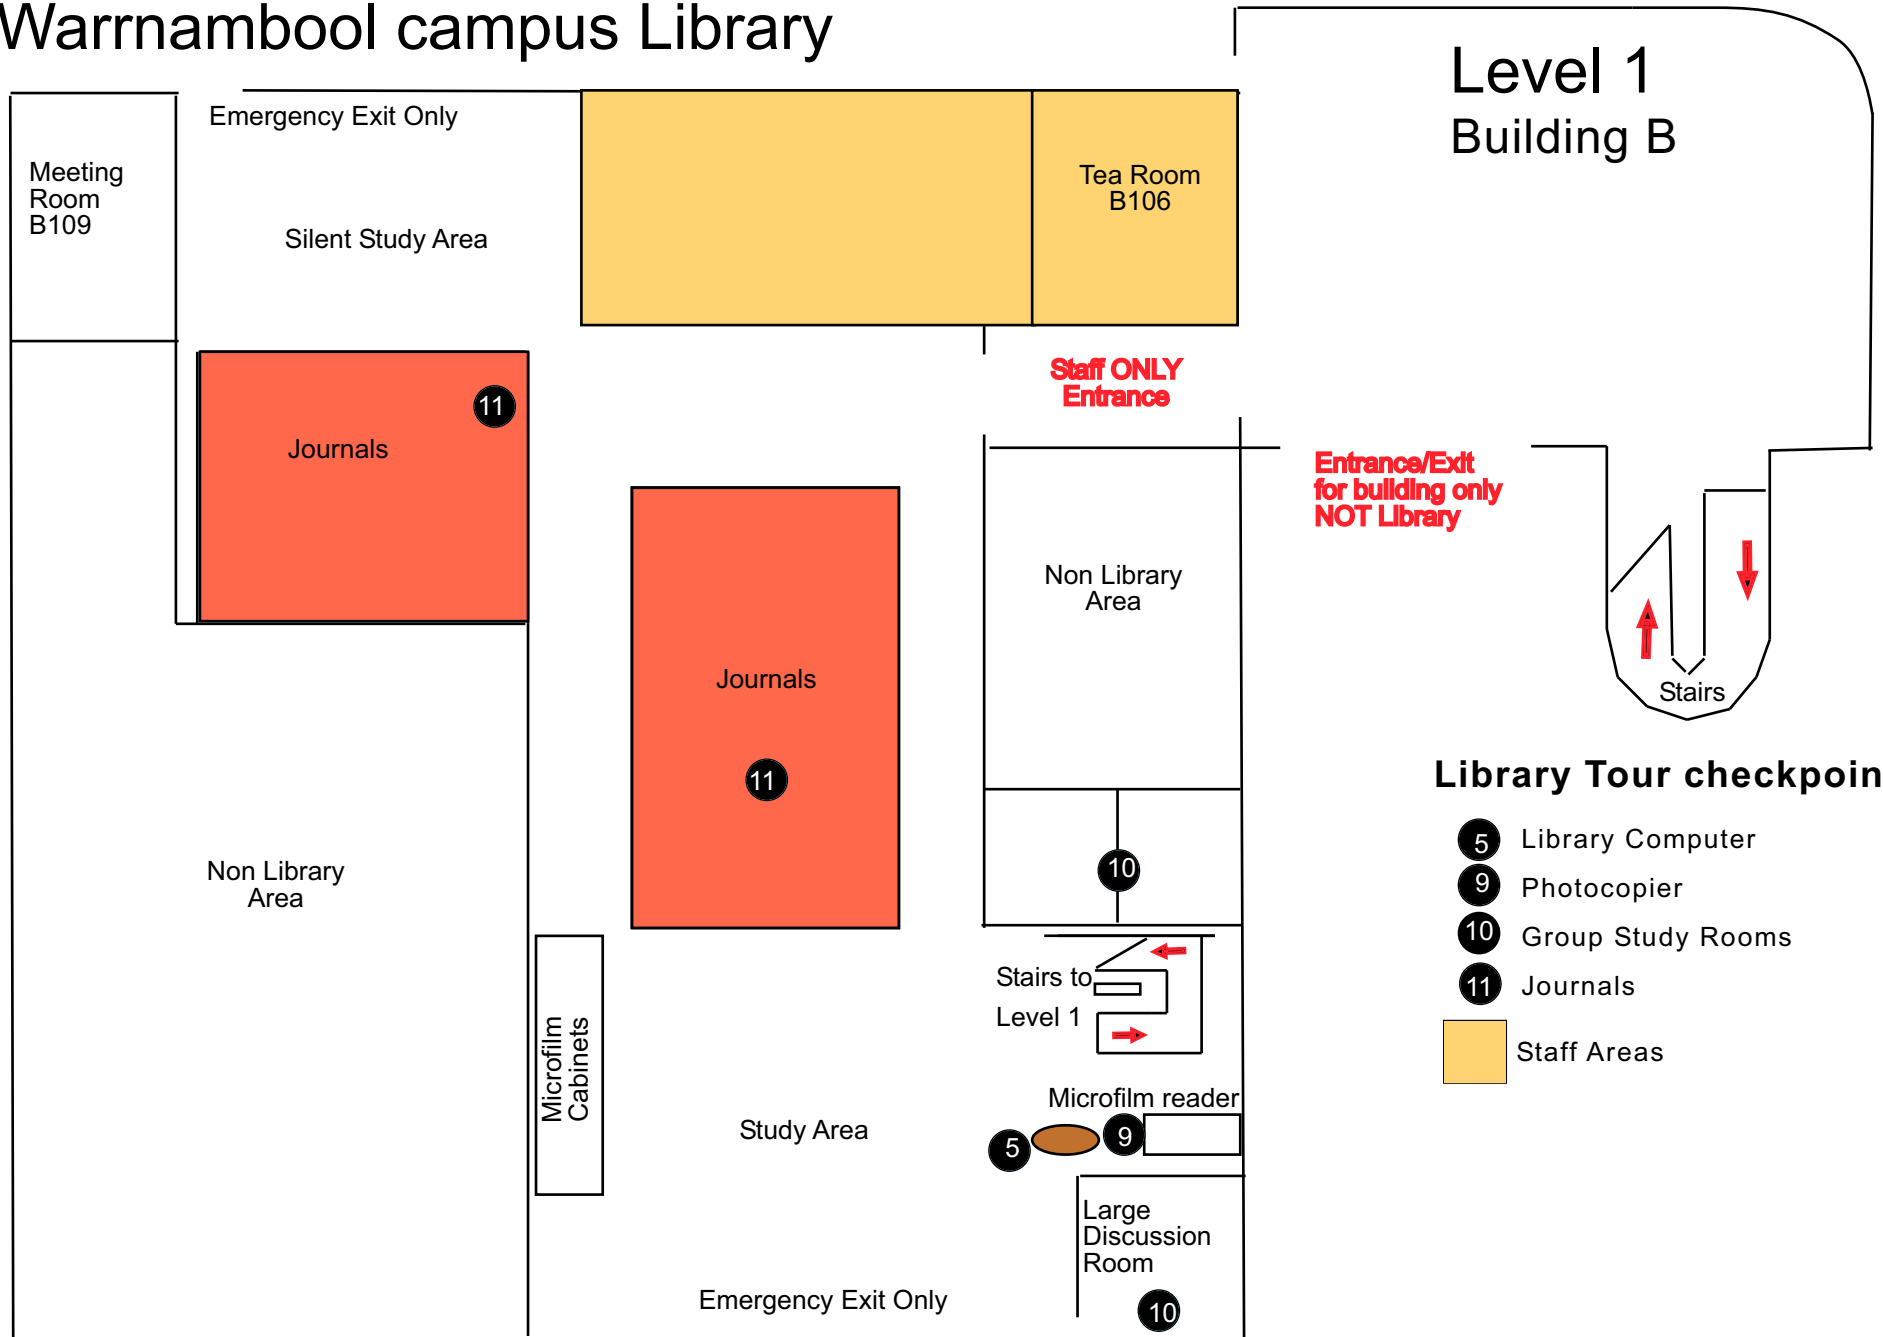 Warrnambool campus Library
Level 1
Building B
Emergency Exit Only
Meeting
Room
B109
Silent Study Area
Tea Room
B106
Staff ONLY
Entrance
11
Journals
Entrance/Exit
for building only
NOT Library
Non Library
Area
Journals
11
Stairs
Library Tour checkpoin
5 Library Computer
9 Photocopier
10 Group Study Rooms
11 Journals
Staff Areas
Non Library
Area
10
Stairs to
Level 1
Microfilm
Cabinets
Microfilm reader
Study Area
5
9
Large
Discussion
Room
10
Emergency Exit Only